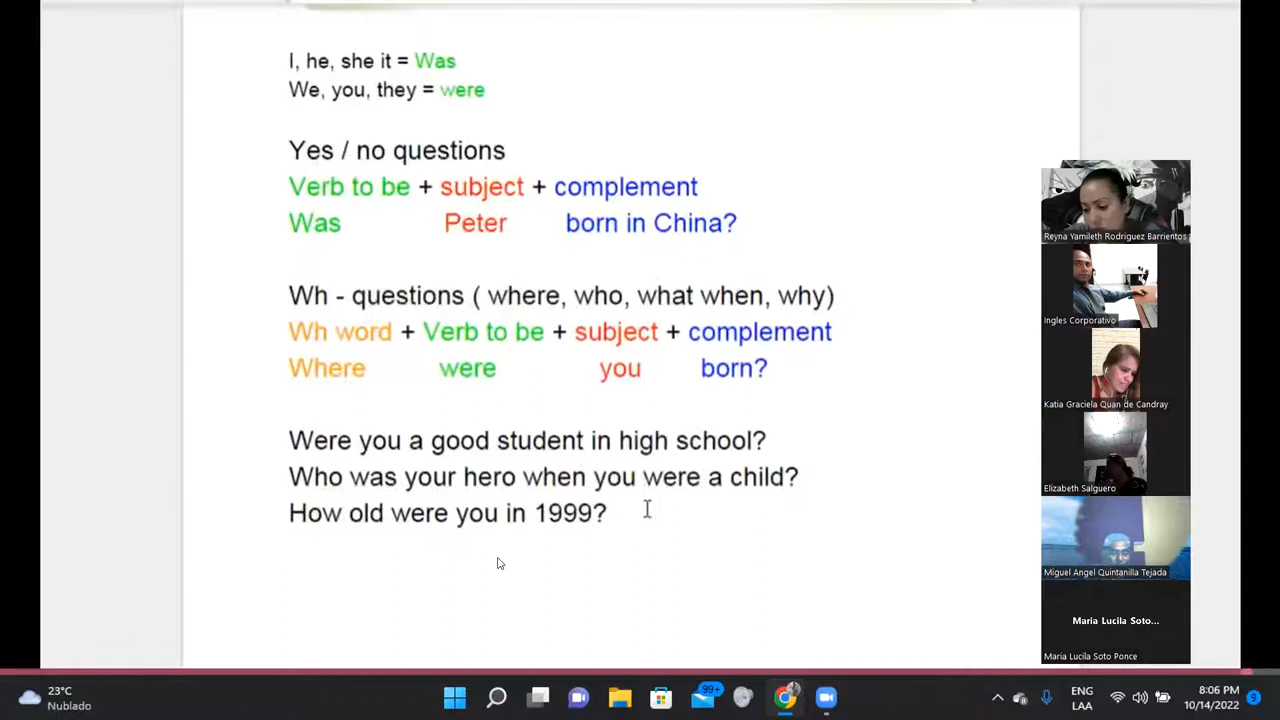 I, he, she it = Was
We, you, they = were
Yes / no questions
Verb to be + subject + complement
Was Peter born in China?
Wh - questions ( where, who, what when, why)
Wh word + Verb to be + subject + complement
Where were you born?
Were you a good student in high school?
Who was your hero when you were a child?
How old were you in 1999?
Reyna Yamileth Rodriguez Barrientos
Ingles Corporativo
Katia Graciela Quan de Candray
Elizabeth Salguero
Miguel Angel Quintanilla Tejada
Maria Lucila Soto...
Maria Lucila Soto Ponce
23°C
Nublado
99+
ENG
LAA
8:06 PM
10/14/2022
9